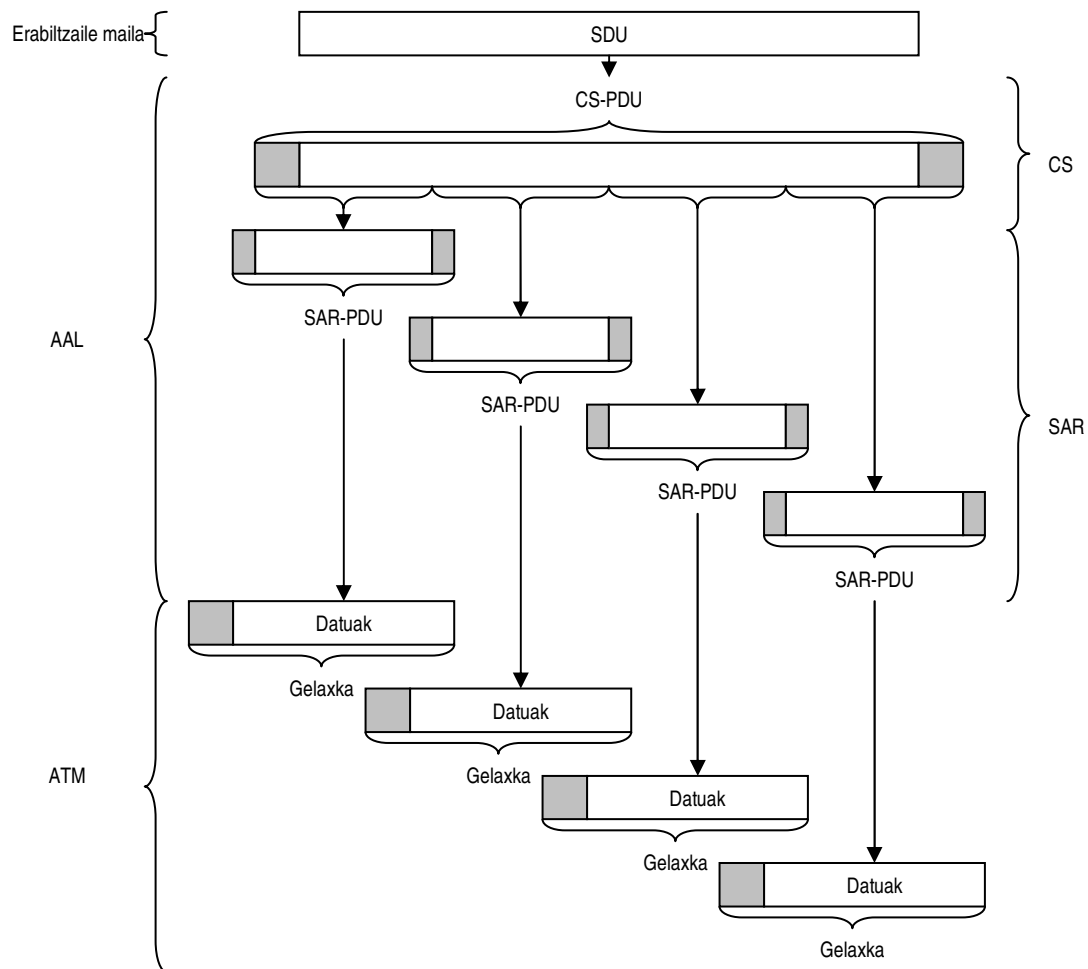 Erabiltzaile maila
SDU
CS-PDU
CS
SAR-PDU
AAL
SAR-PDU
SAR
SAR-PDU
SAR-PDU
Datuak
Gelaxka
Datuak
ATM
Gelaxka
Datuak
Gelaxka
Datuak
Gelaxka